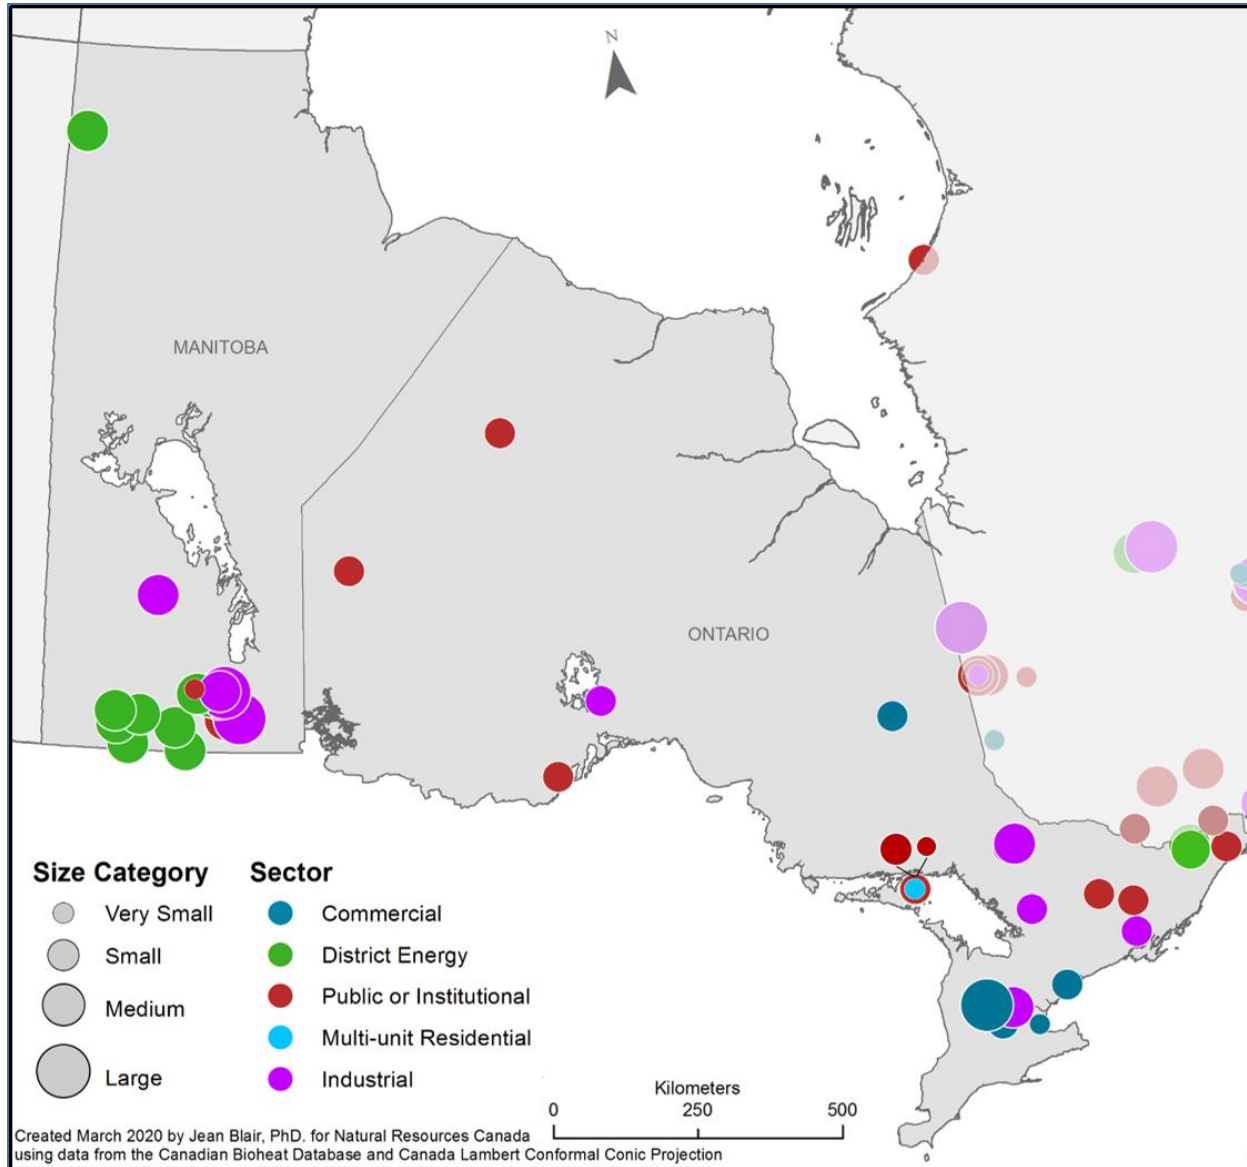 N
MANITOBA
ONTARIO
Size Category
Very Small
Small
Medium
Large
Sector
Commercial
District Energy
Public or Institutional
Multi-unit Residential
Industrial
Kilometers
0 250 500
Created March 2020 by Jean Blair, PhD. for Natural Resources Canada
using data from the Canadian Bioheat Database and Canada Lambert Conformal Conic Projection